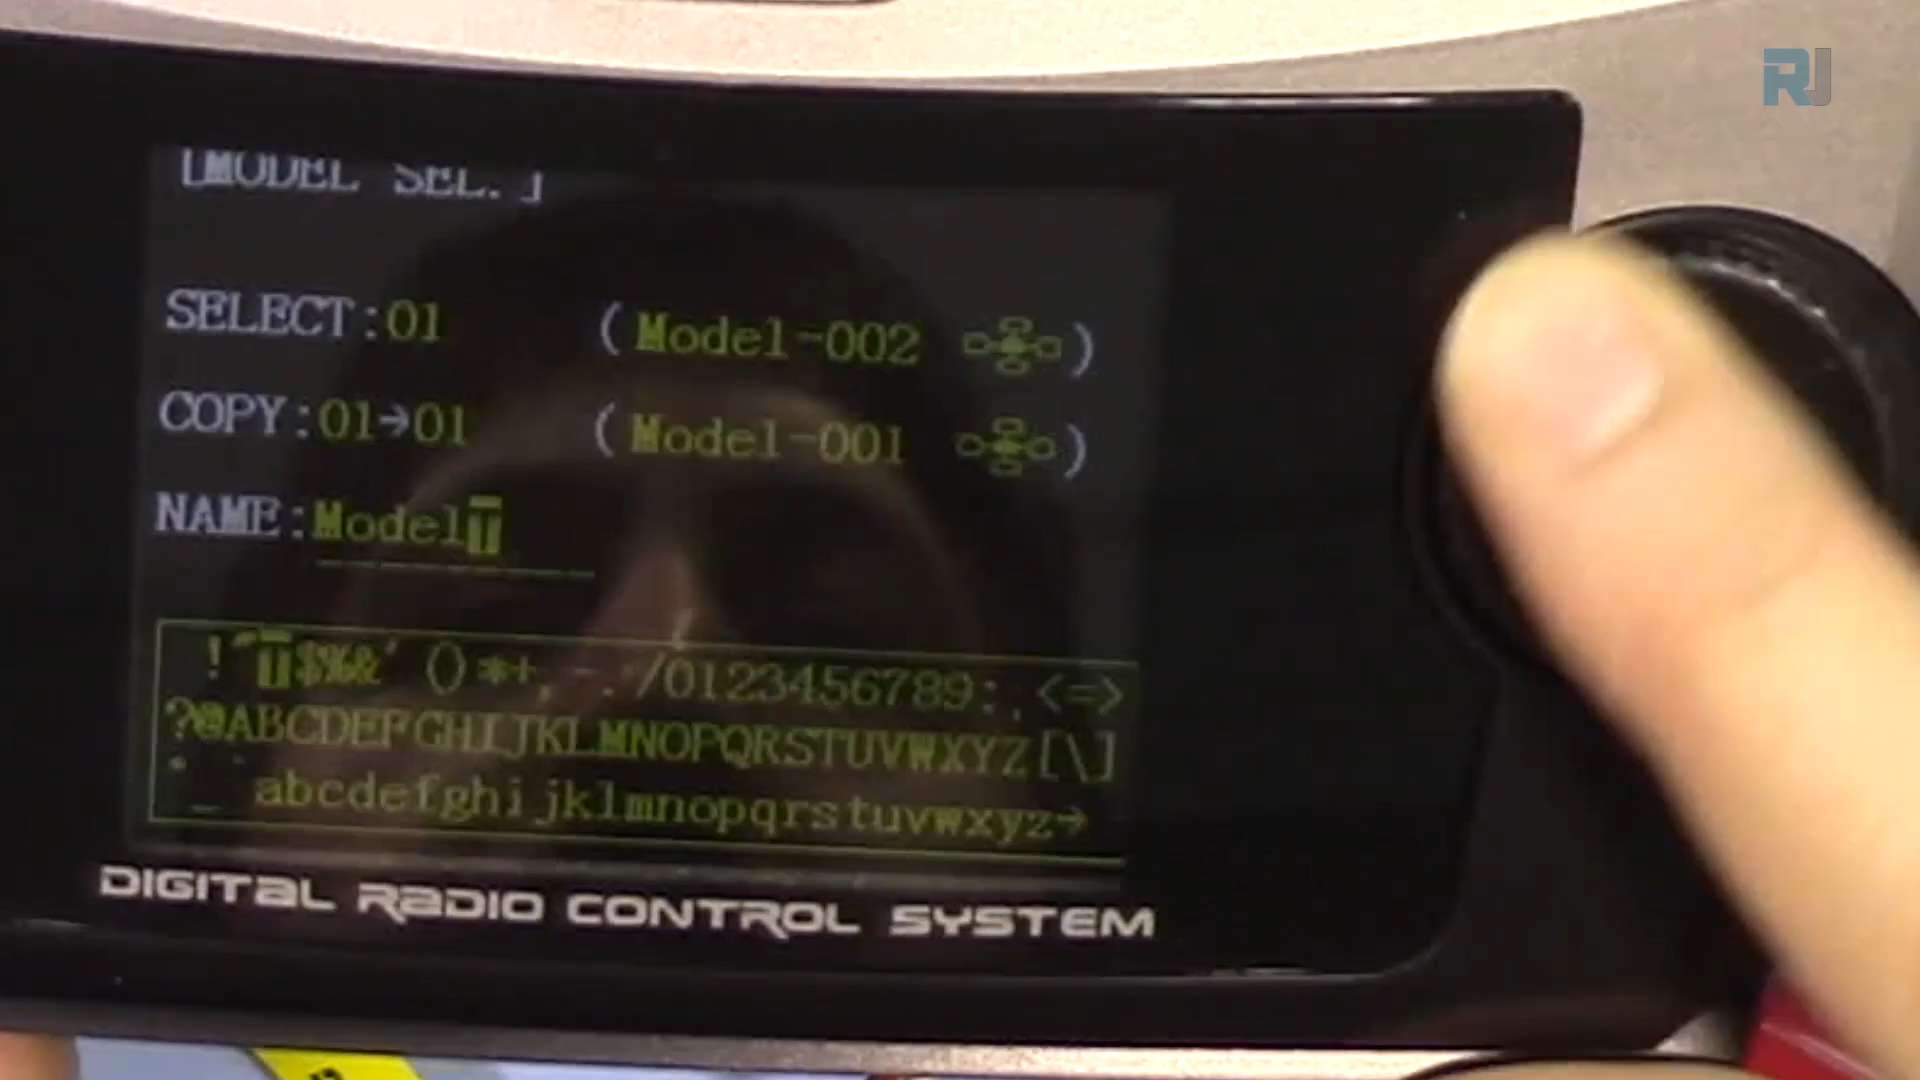 RJ
[MODEL SEL.]
SELECT:01 (Model-002 )
COPY:01→01 (Model-001 )
NAME:Model
!"$%&' ()*+,-./0123456789:;<=>
?@ABCDEFGHIJKLMNOPQRSTUVWXYZ[\]
^_ abcdefghijklmnopqrstuvwxyz→
DIGITAL RADIO CONTROL SYSTEM